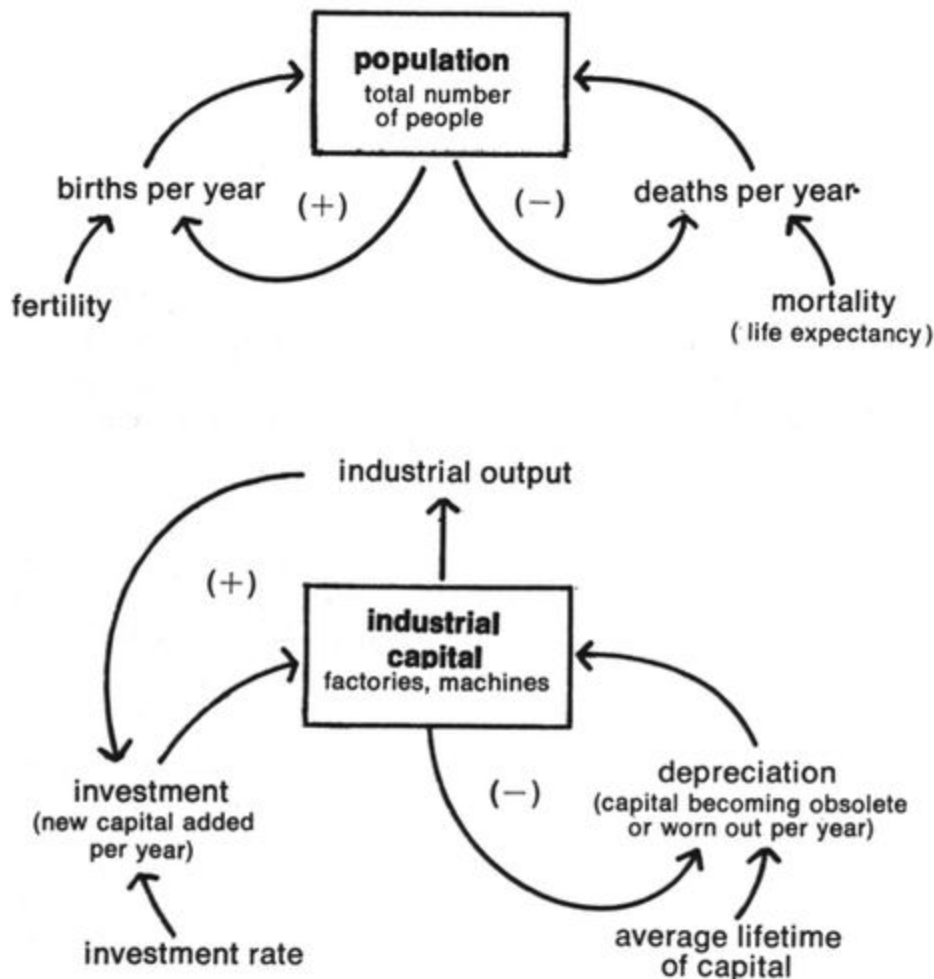 population
total number
of people
births per year
(+)
(−)
deaths per year
fertility
mortality
( life expectancy)
industrial output
(+)
industrial
capital
factories, machines
investment
(new capital added
per year)
(−)
depreciation
(capital becoming obsolete
or worn out per year)
investment rate
average lifetime
of capital